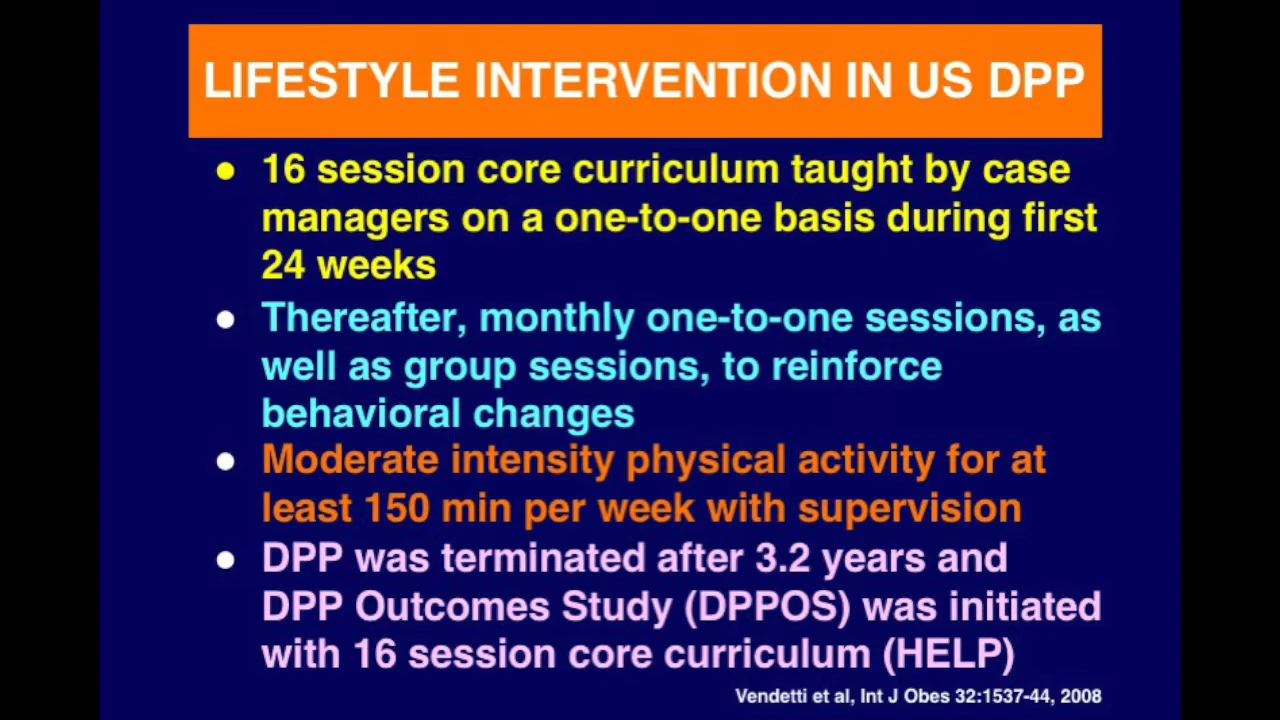 LIFESTYLE INTERVENTION IN US DPP
● 16 session core curriculum taught by case
managers on a one-to-one basis during first
24 weeks
● Thereafter, monthly one-to-one sessions, as
well as group sessions, to reinforce
behavioral changes
● Moderate intensity physical activity for at
least 150 min per week with supervision
● DPP was terminated after 3.2 years and
DPP Outcomes Study (DPPOS) was initiated
with 16 session core curriculum (HELP)
Vendetti et al, Int J Obes 32:1537-44, 2008